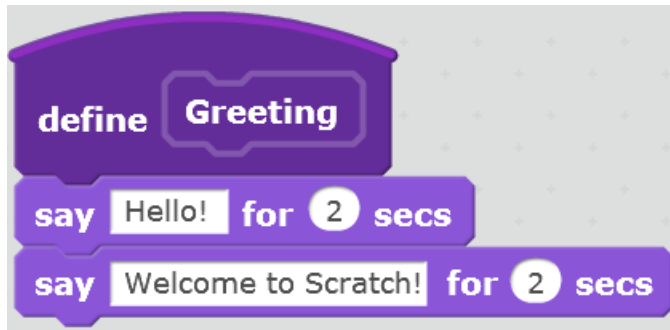 define Greeting
say Hello! for 2 secs
say Welcome to Scratch! for 2 secs